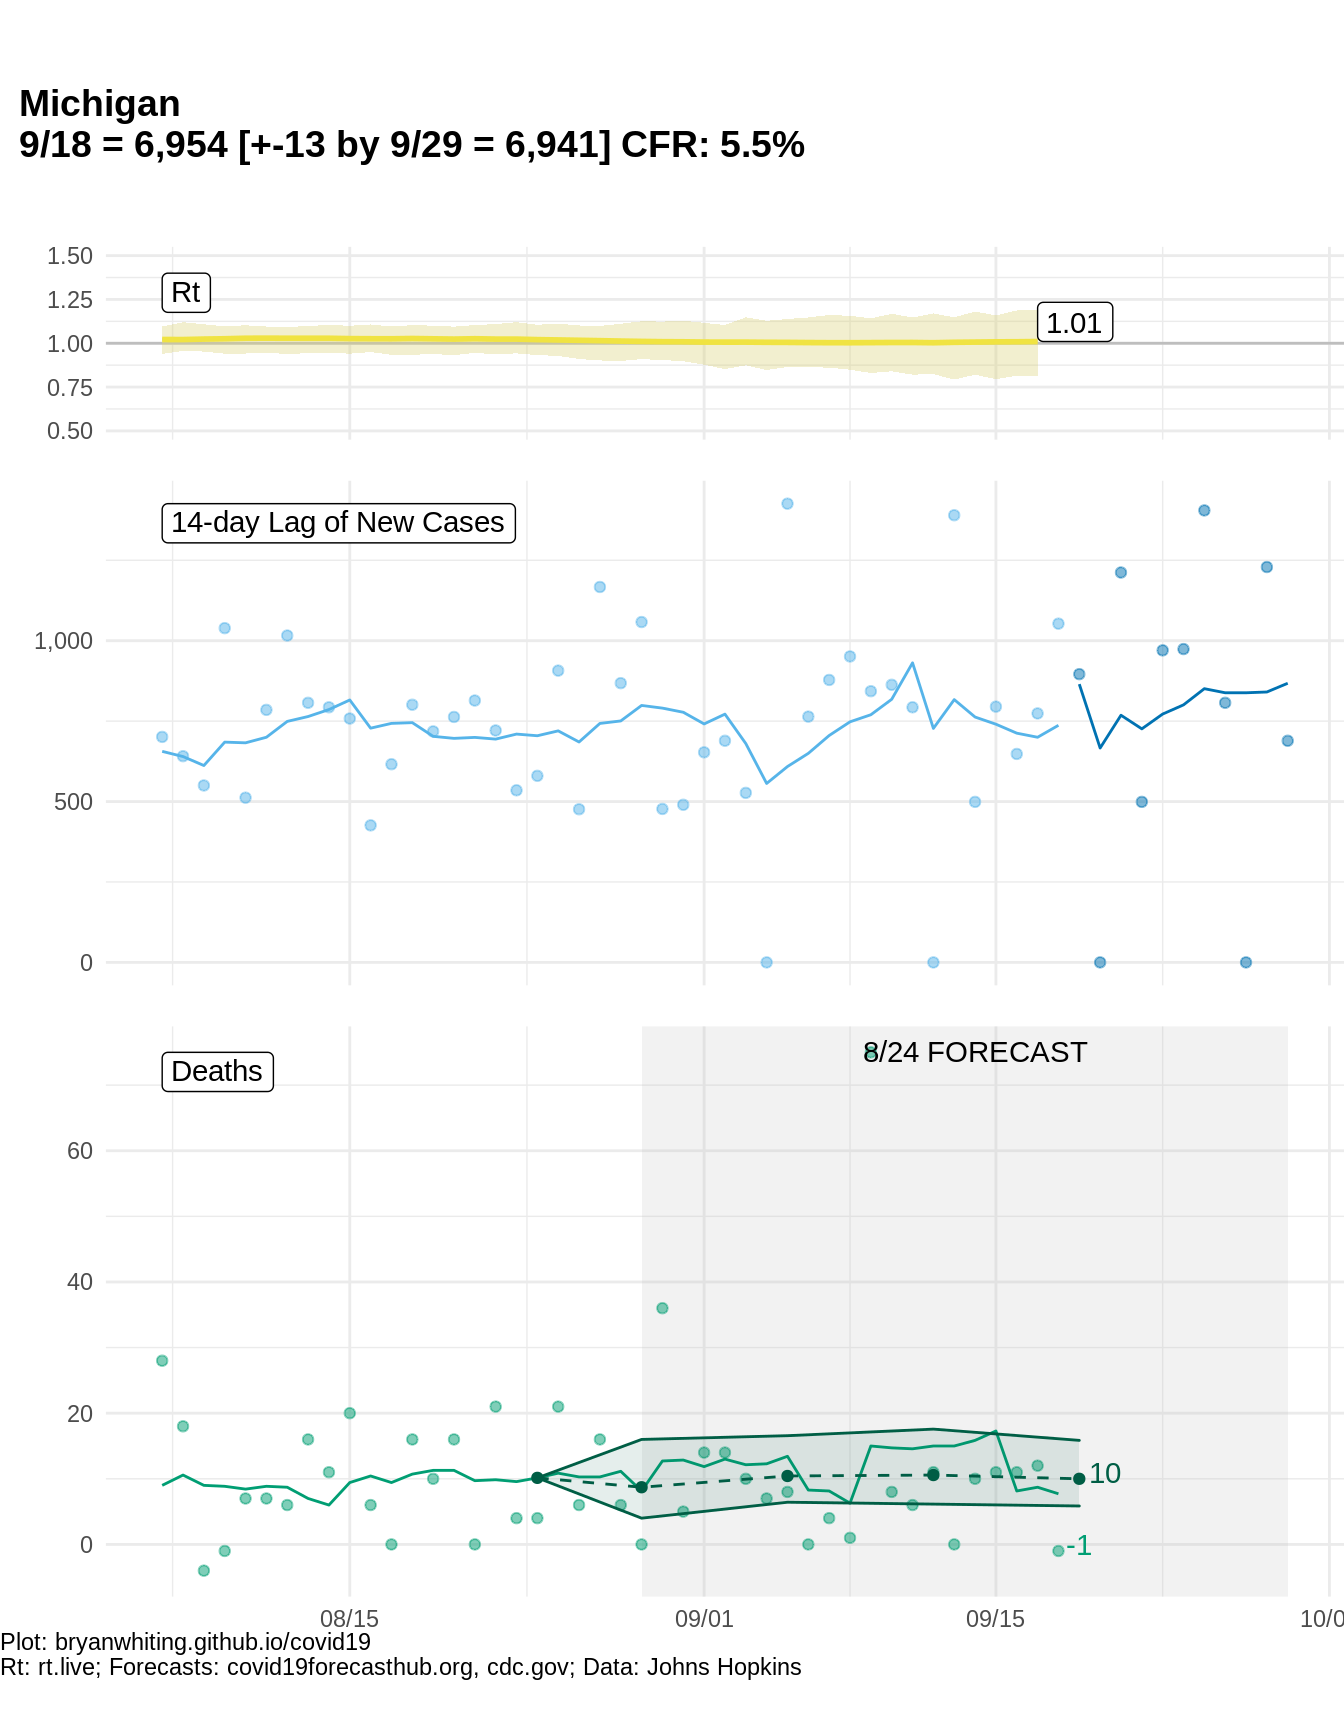 Michigan
9/18 = 6,954 [+-13 by 9/29 = 6,941] CFR: 5.5%
1.50
1.25
1.00
0.75
0.50
Rt
1.01
14-day Lag of New Cases
1,000
500
0
Deaths
8/24 FORECAST
60
40
20
0
10
-1
08/15
09/01
09/15
10/0
Plot: bryanwhiting.github.io/covid19
Rt: rt.live; Forecasts: covid19forecasthub.org, cdc.gov; Data: Johns Hopkins